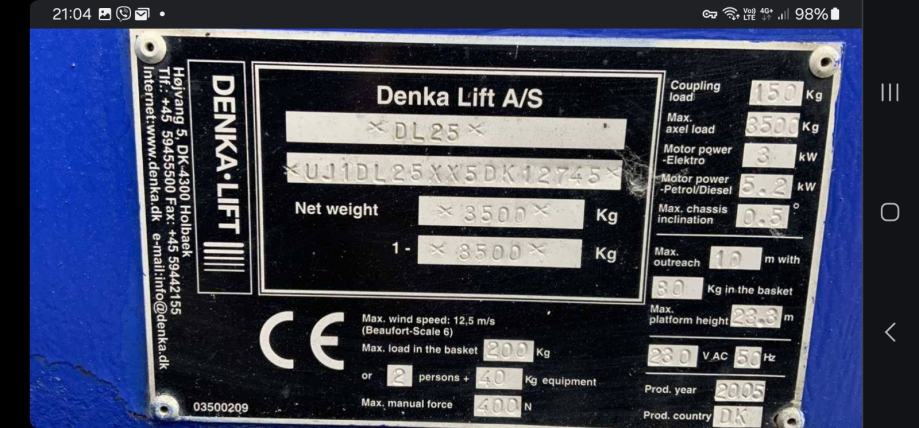 21:04
Vo)) LTE 4G+ 98%
Højvang 5, DK-4300 Holbaek
Tlf.: +45 59455500 Fax: +45 59442155
Internet:www.denka.dk e-mail:info@denka.dk
DENKA•LIFT
Denka Lift A/S
*DL25*
*UJ1DL25XX5DK12745*
Net weight *3500* Kg
1- *3500* Kg
Max. wind speed: 12,5 m/s
(Beaufort-Scale 6)
Max. load in the basket 200 Kg
or 2 persons + 40 Kg equipment
Max. manual force 400 N
CE
03500209
Coupling
load 150 Kg
Max.
axel load 3500 Kg
Motor power
-Elektro 3 kW
Motor power
-Petrol/Diesel 5.2 kW
Max. chassis
inclination 0.5°
Max.
outreach 10 m with
80 Kg in the basket
Max.
platform height 23.3 m
230 V AC 50 Hz
Prod. year 2005
Prod. country DK